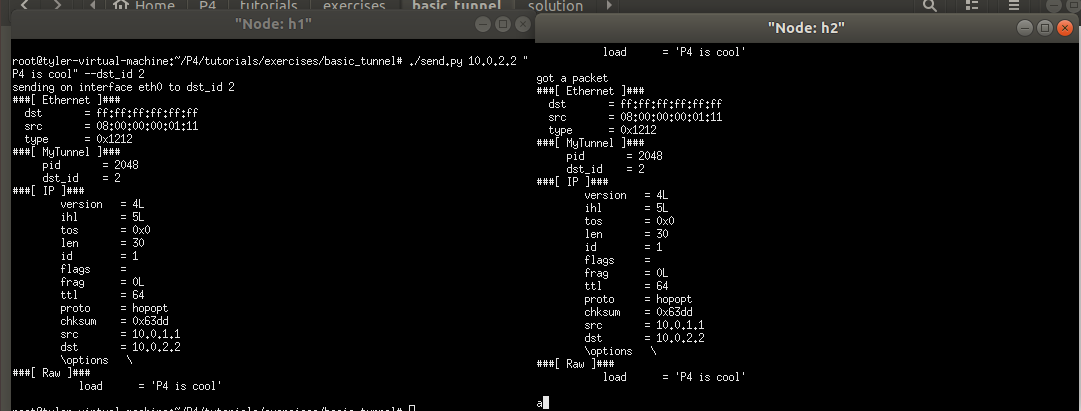 Home P4 tutorials exercises basic_tunnel solution
"Node: h1"
root@tyler-virtual-machine:~/P4/tutorials/exercises/basic_tunnel# ./send.py 10.0.2.2 "
P4 is cool" --dst_id 2
sending on interface eth0 to dst_id 2
###[ Ethernet ]###
dst = ff:ff:ff:ff:ff:ff
src = 08:00:00:00:01:11
type = 0x1212
###[ MyTunnel ]###
pid = 2048
dst_id = 2
###[ IP ]###
version = 4L
ihl = 5L
tos = 0x0
len = 30
id = 1
flags =
frag = 0L
ttl = 64
proto = hopopt
chksum = 0x63dd
src = 10.0.1.1
dst = 10.0.2.2
\options \
###[ Raw ]###
load = 'P4 is cool'
root@tyler-virtual-machine:~/P4/tutorials/exercises/basic_tunnel#
"Node: h2"
load = 'P4 is cool'
got a packet
###[ Ethernet ]###
dst = ff:ff:ff:ff:ff:ff
src = 08:00:00:00:01:11
type = 0x1212
###[ MyTunnel ]###
pid = 2048
dst_id = 2
###[ IP ]###
version = 4L
ihl = 5L
tos = 0x0
len = 30
id = 1
flags =
frag = 0L
ttl = 64
proto = hopopt
chksum = 0x63dd
src = 10.0.1.1
dst = 10.0.2.2
\options \
###[ Raw ]###
load = 'P4 is cool'
a